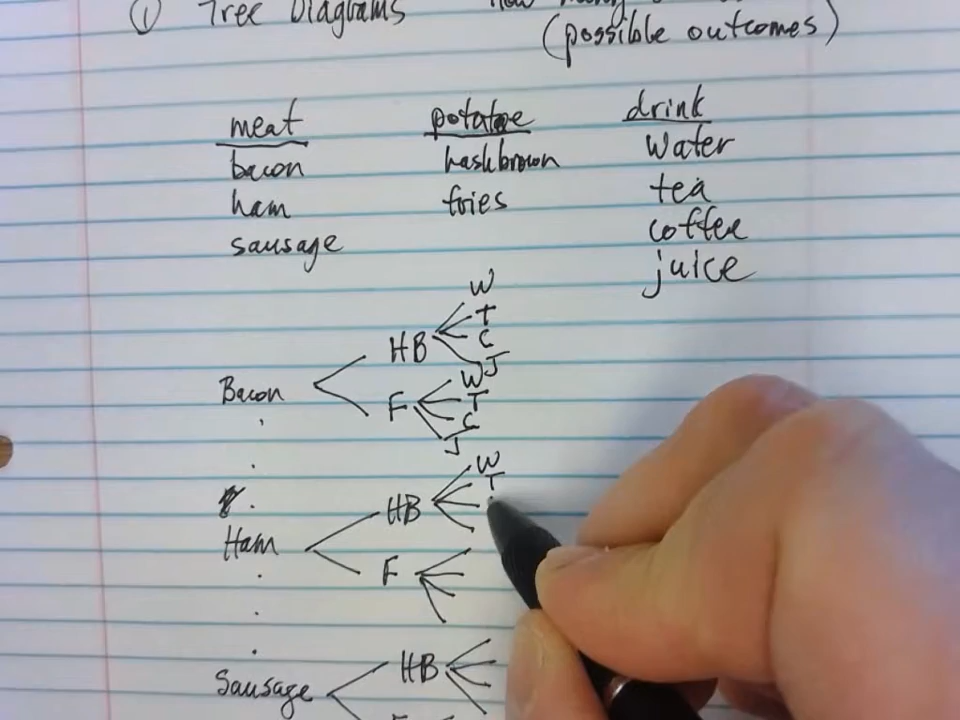 ① Tree Diagrams
(possible outcomes)
meat potatoe drink
bacon hashbrown Water
ham fries tea
sausage coffee
juice
W
T
HB C
J
Bacon W
F T
C
J
W
HB T
Ham
F
HB
Sausage